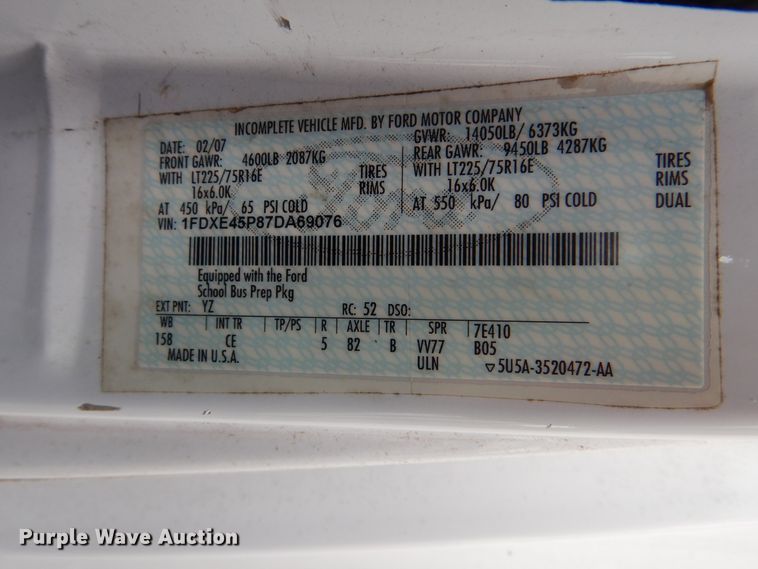 INCOMPLETE VEHICLE MFD. BY FORD MOTOR COMPANY
DATE: 02/07 GVWR: 14050LB/ 6373KG
FRONT GAWR: 4600LB 2087KG REAR GAWR: 9450LB 4287KG
WITH LT225/75R16E TIRES WITH LT225/75R16E TIRES
16x6.0K RIMS 16x6.0K RIMS
AT 450 kPa/ 65 PSI COLD AT 550 kPa/ 80 PSI COLD DUAL
VIN: 1FDXE45P87DA69076
Ford
Equipped with the Ford
School Bus Prep Pkg
EXT PNT: YZ RC: 52 DSO:
WB INT TR TP/PS R AXLE TR SPR 7E410
158 CE 5 82 B VV77 B05
MADE IN U.S.A. ULN ▽5U5A-3520472-AA
Purple Wave Auction